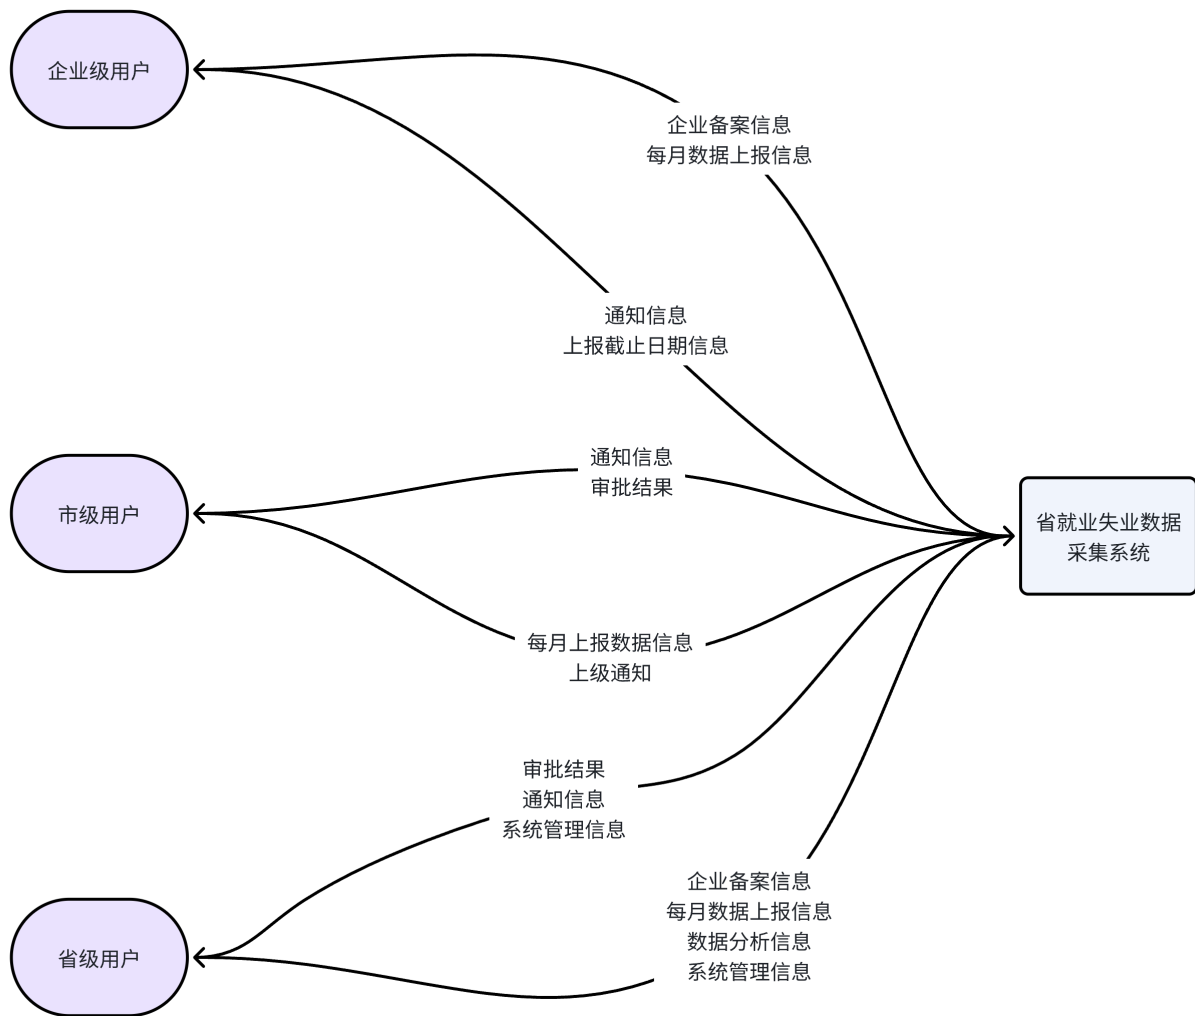 企业级用户
企业备案信息
每月数据上报信息
通知信息
上报截止日期信息
通知信息
审批结果
市级用户
省就业失业数据
采集系统
每月上报数据信息
上级通知
审批结果
通知信息
系统管理信息
企业备案信息
每月数据上报信息
数据分析信息
系统管理信息
省级用户